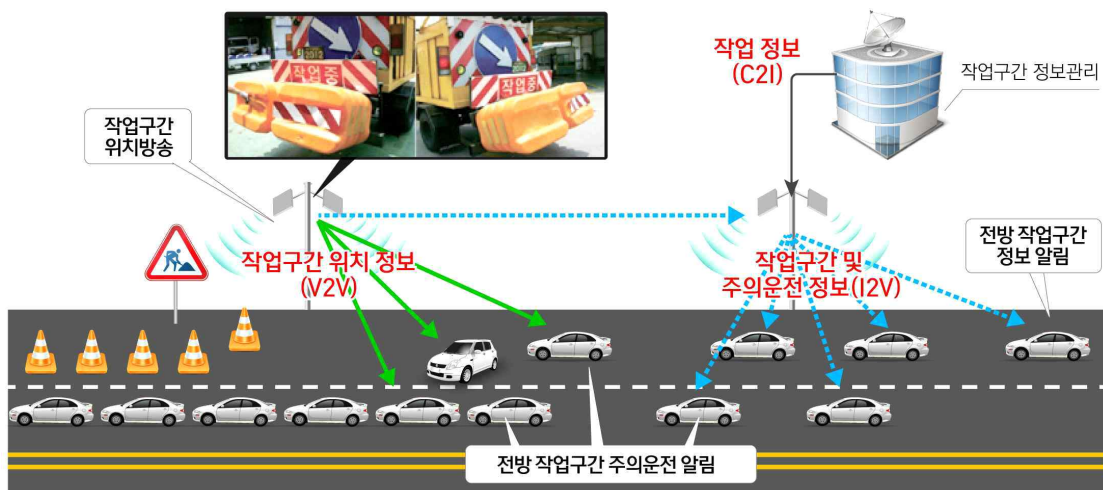 작업 정보
(C2I)
작업구간 정보관리
작업중
작업중
작업구간
위치방송
작업구간 위치 정보
(V2V)
작업구간 및
주의운전 정보(I2V)
전방 작업구간
정보 알림
전방 작업구간 주의운전 알림